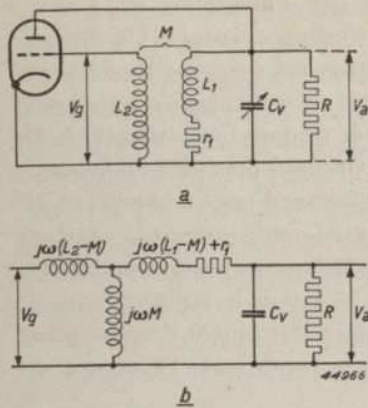 M
Vg
L2
L1
r1
Cv
R
Va
a
jω(L2-M)
jω(L1-M)+r1
Vg
jωM
Cv
R
Va
44966
b